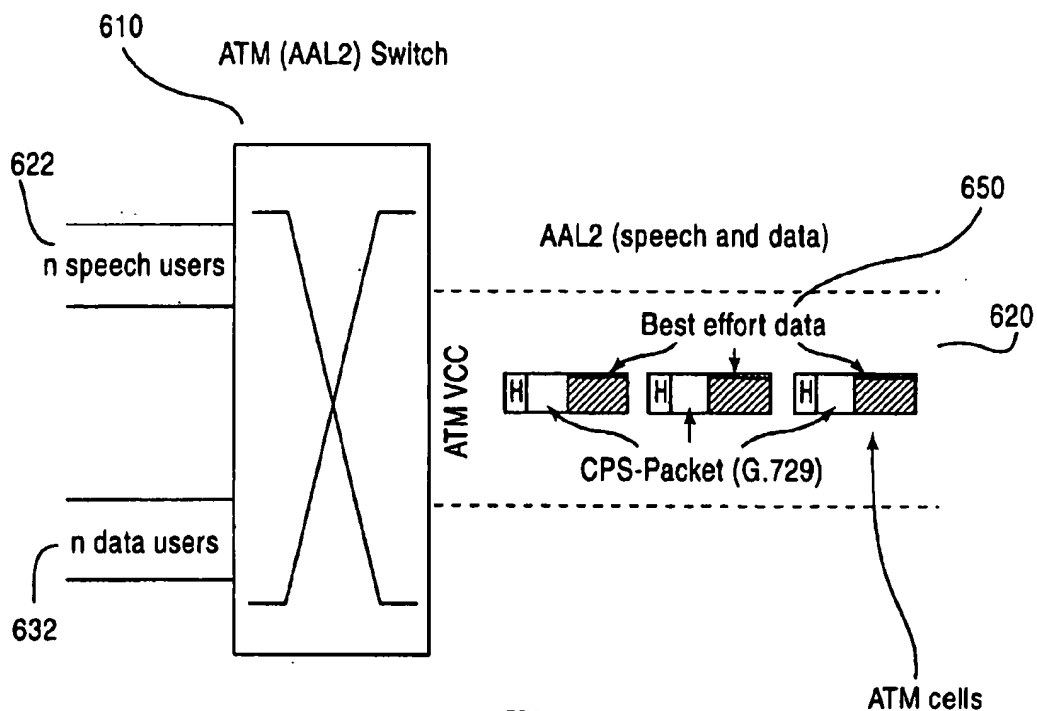 610
ATM (AAL2) Switch
622
n speech users
n data users
632
ATM VCC
AAL2 (speech and data)
650
620
Best effort data
H
H
H
CPS-Packet (G.729)
ATM cells